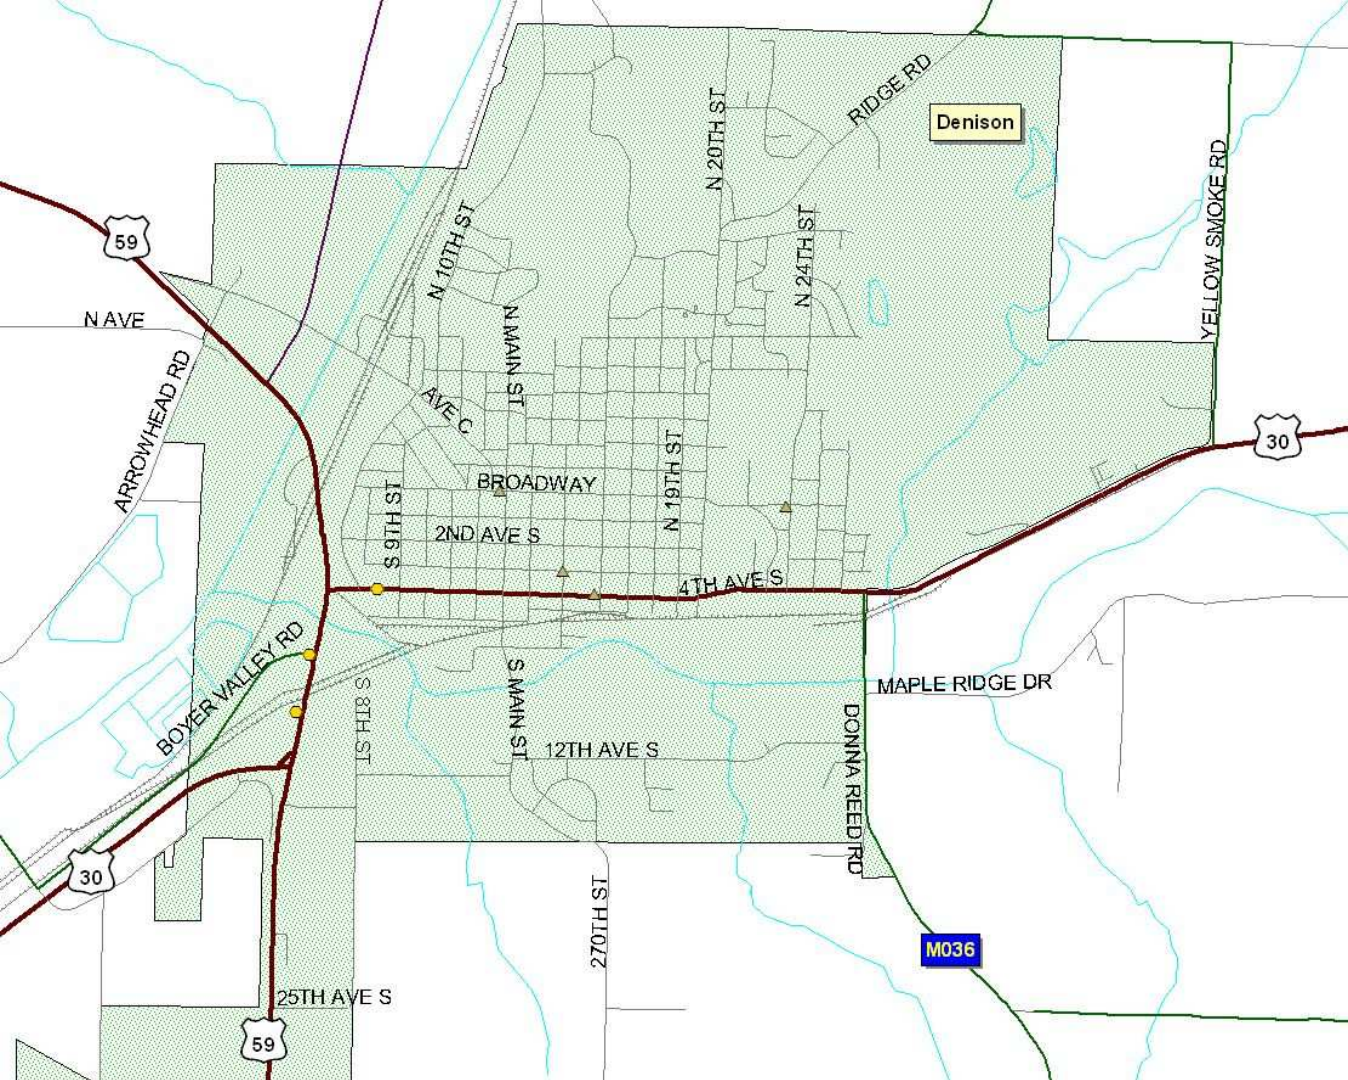 RIDGE RD
N 20TH ST
Denison
YELLOW SMOKE RD
59
N 10TH ST
N 24TH ST
N AVE
N MAIN ST
ARROWHEAD RD
AVE C
30
BROADWAY
N 19TH ST
S 9TH ST
2ND AVE S
4TH AVE S
BOYER VALLEY RD
S 8TH ST
S MAIN ST
MAPLE RIDGE DR
12TH AVE S
DONNA REED RD
30
270TH ST
M036
25TH AVE S
59